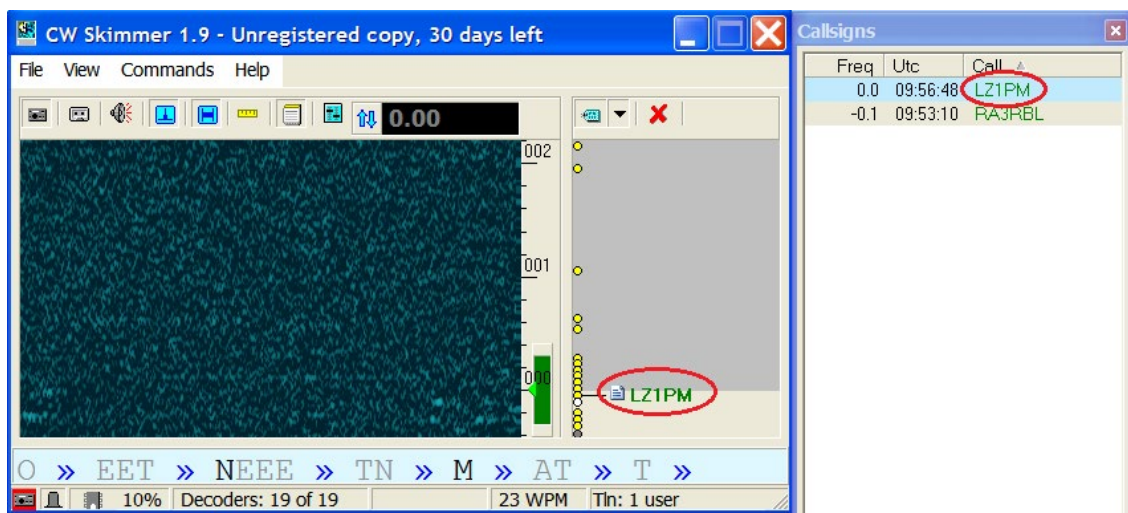 CW Skimmer 1.9 - Unregistered copy, 30 days left
File View Commands Help
0.00
002
001
000
LZ1PM
O » EET » NEEE » TN » M » AT » T »
10% Decoders: 19 of 19 23 WPM Tln: 1 user
Callsigns
Freq Utc Call
0.0 09:56:48 LZ1PM
-0.1 09:53:10 RA3RBL